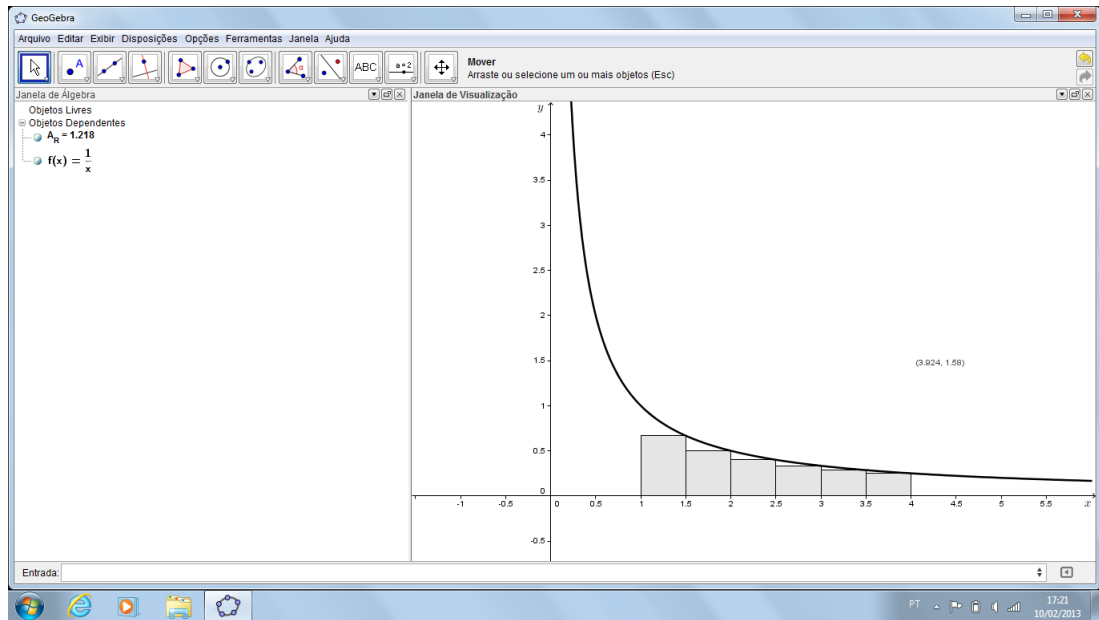 GeoGebra
Arquivo Editar Exibir Disposições Opções Ferramentas Janela Ajuda
A
ABC
a=2
Mover
Arraste ou selecione um ou mais objetos (Esc)
Janela de Álgebra
Janela de Visualização
Objetos Livres
Objetos Dependentes
A_R = 1.218
f(x) = 1/x
y
4
3.5
3
2.5
2
1.5
1
0.5
0
-0.5
(3.924, 1.58)
-1 -0.5 0 0.5 1 1.5 2 2.5 3 3.5 4 4.5 5 5.5 x
Entrada:
PT
17:21
10/02/2013